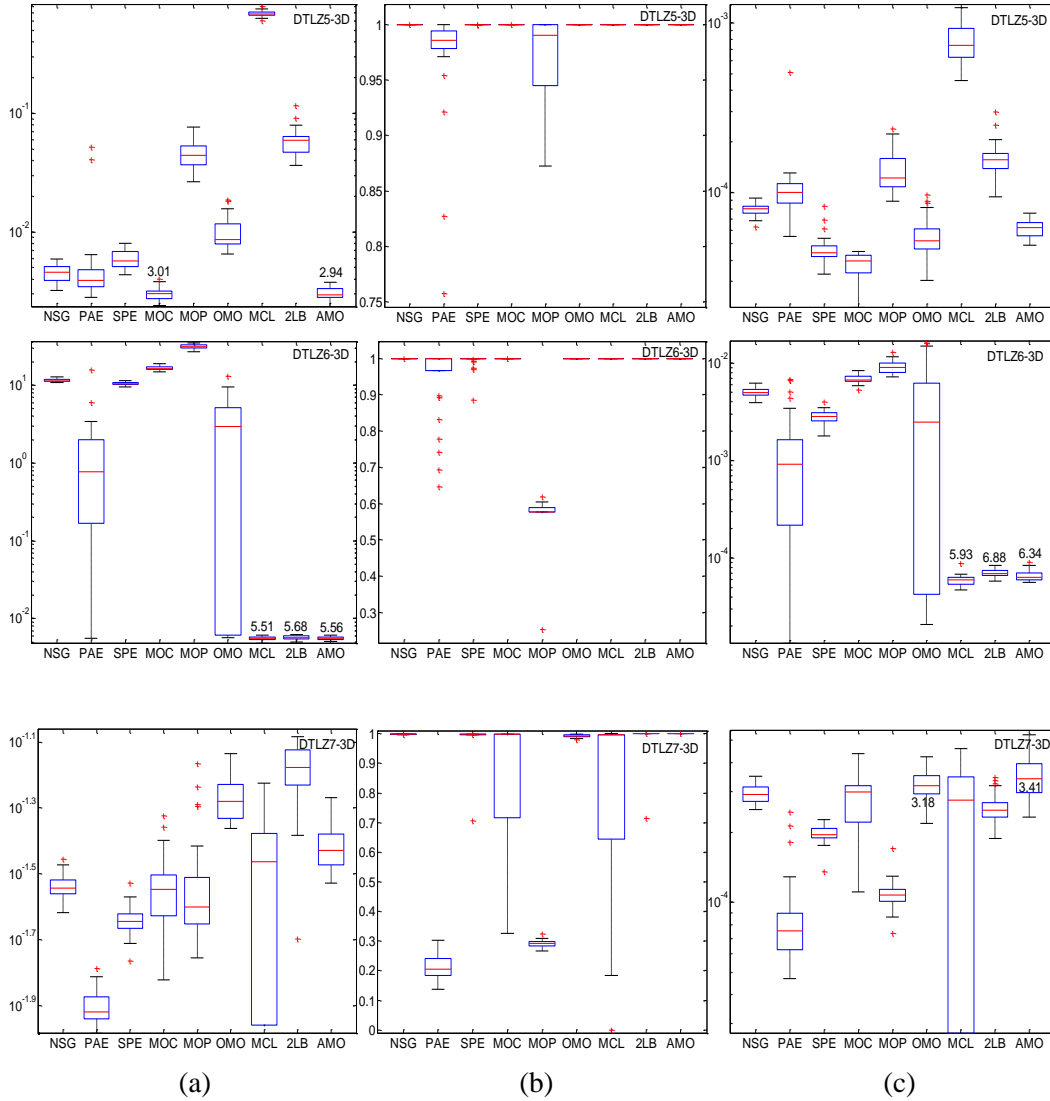 DTLZ5-3D
10^-1
10^-2
3.01
2.94
NSG PAE SPE MOC MOP OMO MCL 2LB AMO
DTLZ5-3D
1
0.95
0.9
0.85
0.8
0.75
NSG PAE SPE MOC MOP OMO MCL 2LB AMO
DTLZ5-3D
10^-3
10^-4
NSG PAE SPE MOC MOP OMO MCL 2LB AMO
DTLZ6-3D
10^1
10^0
10^-1
10^-2
5.51 5.68 5.56
NSG PAE SPE MOC MOP OMO MCL 2LB AMO
DTLZ6-3D
1
0.9
0.8
0.7
0.6
0.5
0.4
0.3
NSG PAE SPE MOC MOP OMO MCL 2LB AMO
DTLZ6-3D
10^-2
10^-3
10^-4
5.93 6.88 6.34
NSG PAE SPE MOC MOP OMO MCL 2LB AMO
DTLZ7-3D
10^-1.1
10^-1.3
10^-1.5
10^-1.7
10^-1.9
NSG PAE SPE MOC MOP OMO MCL 2LB AMO
DTLZ7-3D
1
0.9
0.8
0.7
0.6
0.5
0.4
0.3
0.2
0.1
0
NSG PAE SPE MOC MOP OMO MCL 2LB AMO
DTLZ7-3D
3.41
3.18
10^-4
NSG PAE SPE MOC MOP OMO MCL 2LB AMO
(a) (b) (c)